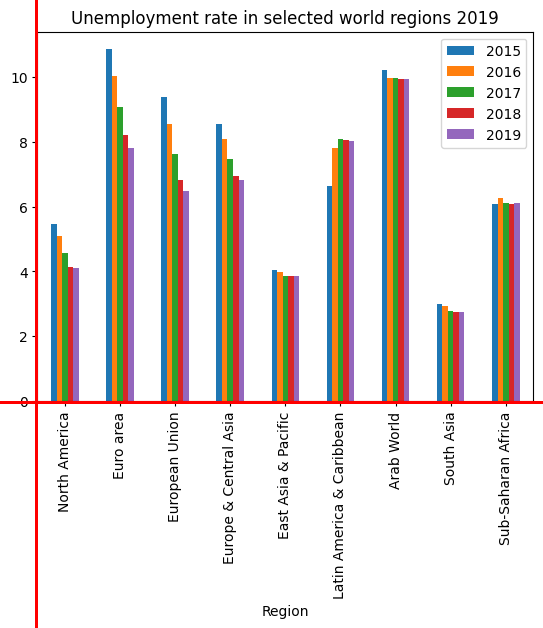 Unemployment rate in selected world regions 2019
2015
2016
2017
2018
2019
10
8
6
4
2
0
North America
Euro area
European Union
Europe & Central Asia
East Asia & Pacific
Latin America & Caribbean
Arab World
South Asia
Sub-Saharan Africa
Region